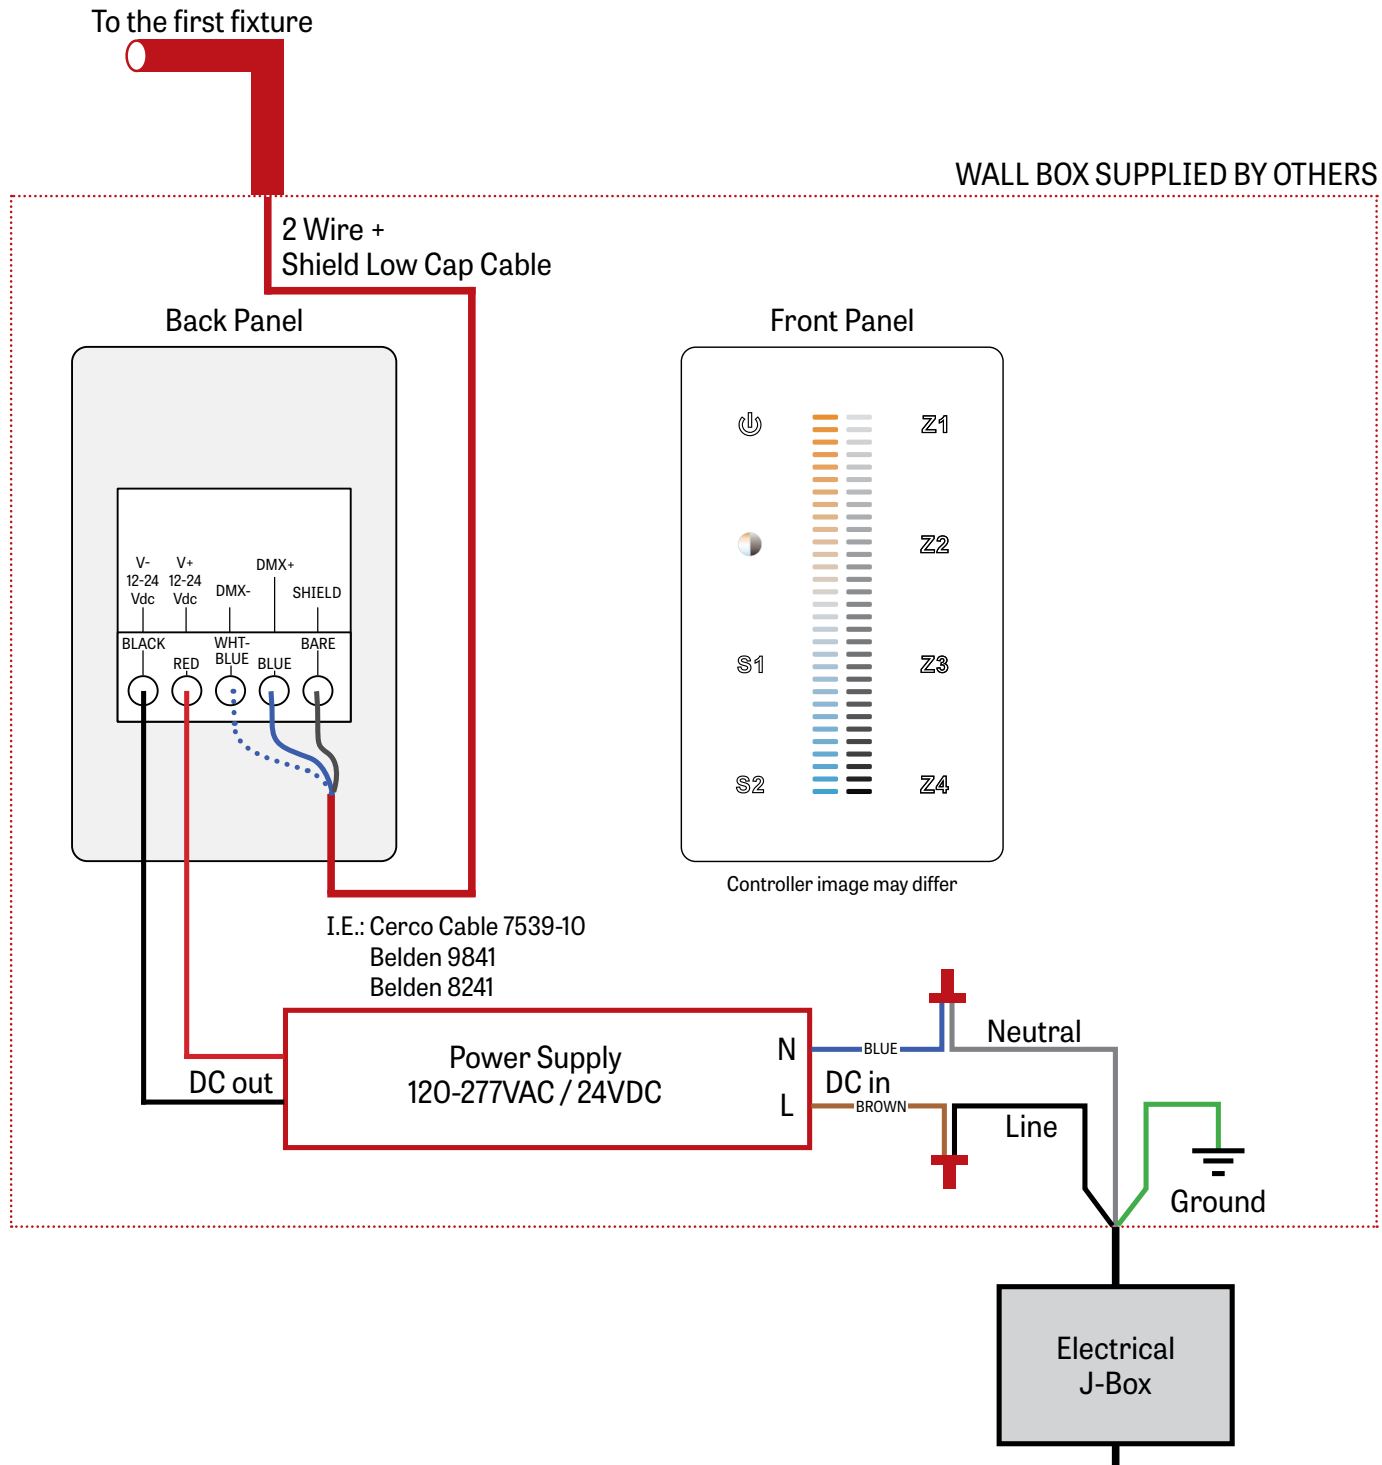 To the first fixture
WALL BOX SUPPLIED BY OTHERS
2 Wire +
Shield Low Cap Cable
Back Panel
Front Panel
V-
12-24
Vdc
V+
12-24
Vdc
DMX-
DMX+
SHIELD
BLACK
RED
WHT-
BLUE
BLUE
BARE
Z1
Z2
S1
Z3
S2
Z4
Controller image may differ
I.E.: Cerco Cable 7539-10
Belden 9841
Belden 8241
DC out
Power Supply
120-277VAC / 24VDC
N
L
BLUE
DC in
BROWN
Neutral
Line
Ground
Electrical
J-Box